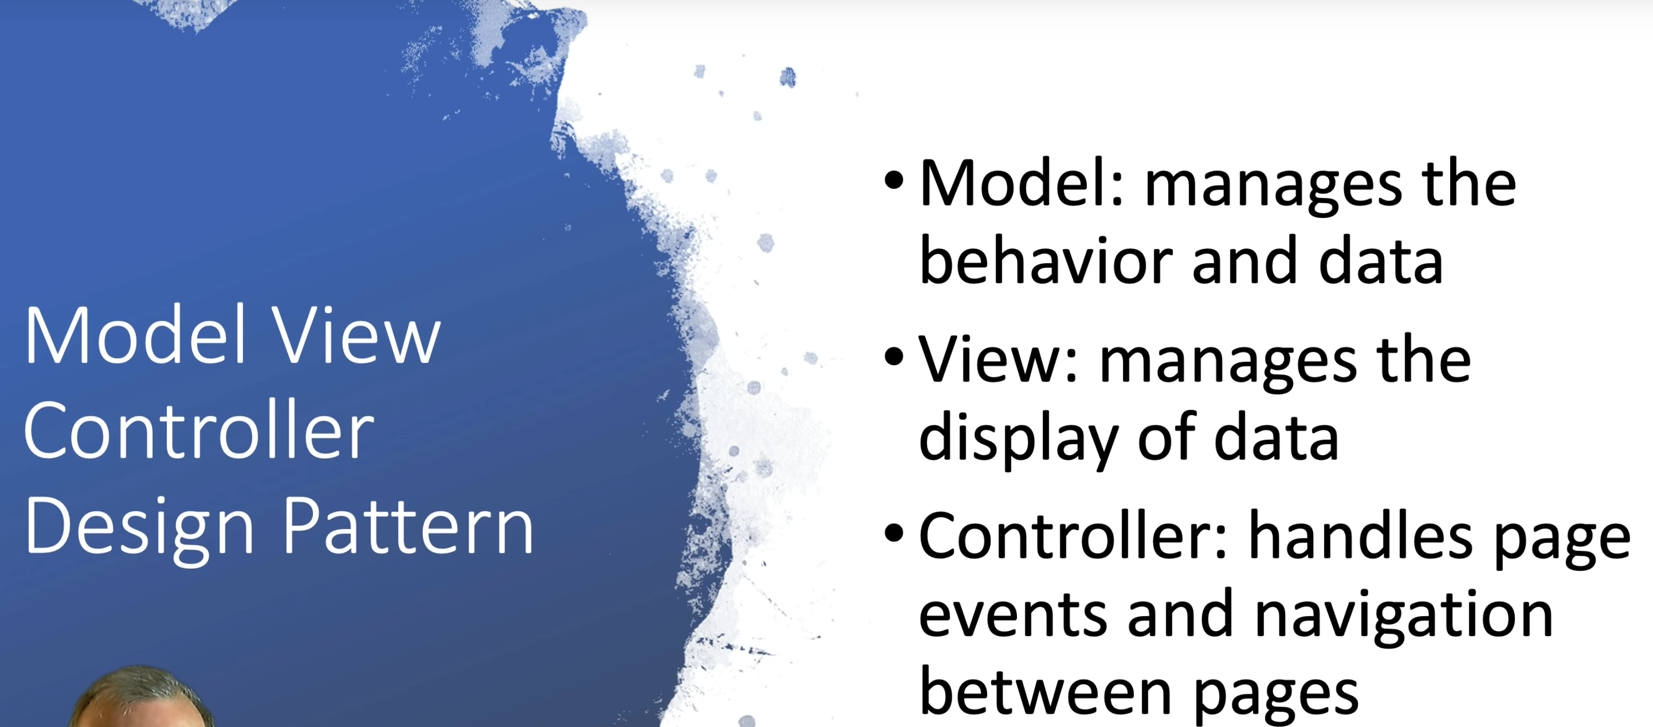 Model View
Controller
Design Pattern
• Model: manages the
behavior and data
• View: manages the
display of data
• Controller: handles page
events and navigation
between pages